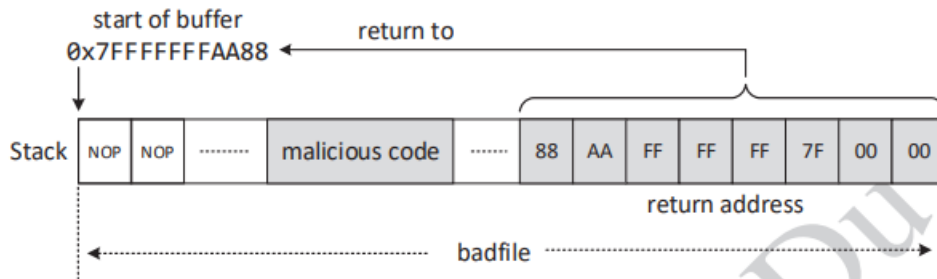 start of buffer
0x7FFFFFFFAA88
return to
Stack NOP NOP ........ malicious code ....... 88 AA FF FF FF 7F 00 00
return address
badfile
Du